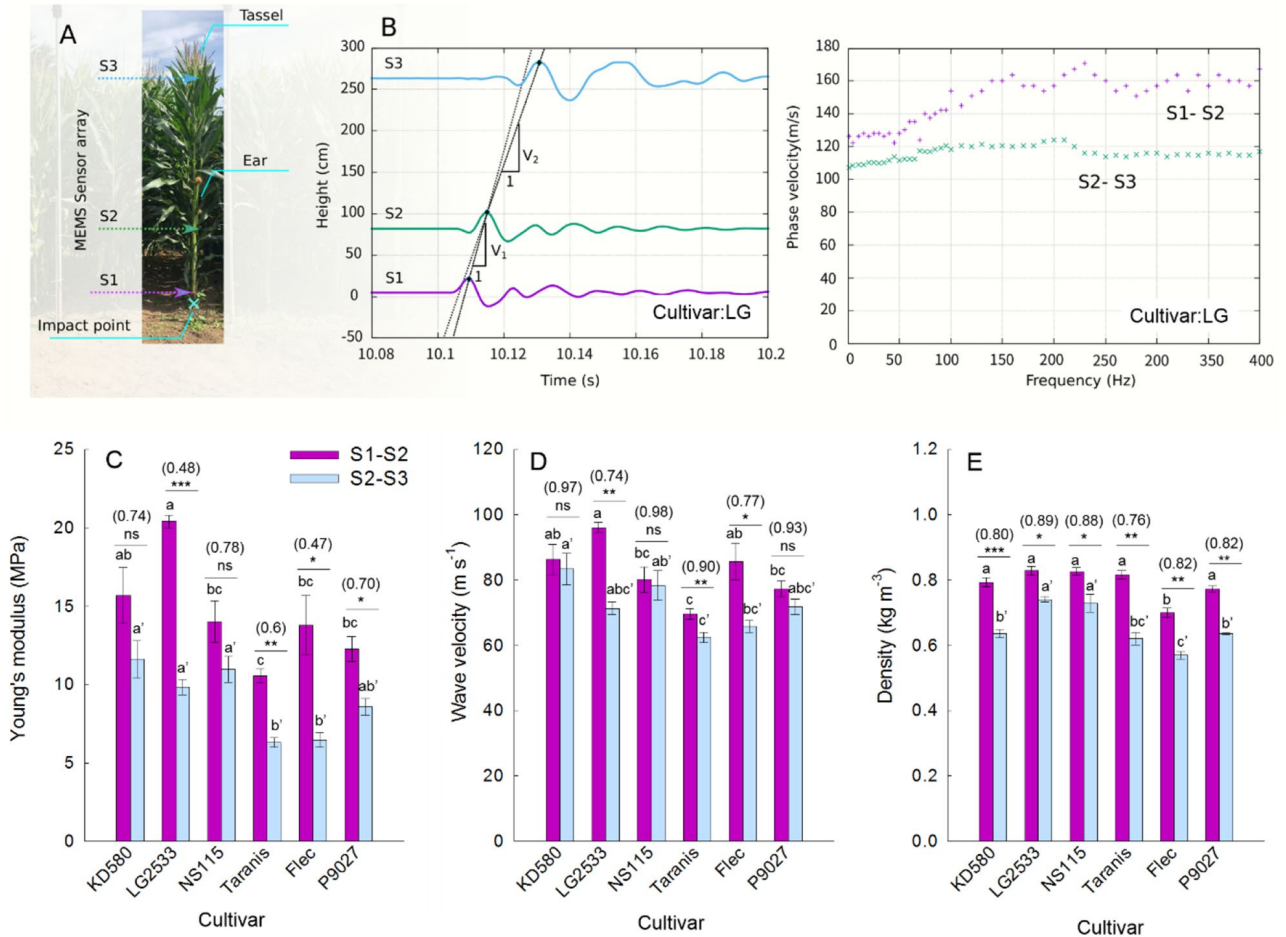 A
Tassel
S3
MEMS Sensor array
Ear
S2
S1
Impact point
B
Height (cm)
300
250
200
150
100
50
0
-50
S3
S2
S1
V2
1
V1
1
Cultivar:LG
10.08
10.1
10.12
10.14
10.16
10.18
10.2
Time (s)
Phase velocity(m/s)
180
160
140
120
100
80
60
40
20
0
S1- S2
S2- S3
Cultivar:LG
0 50 100 150 200 250 300 200 350 400
Frequency (Hz)
C
S1-S2
S2-S3
Young's modulus (MPa)
25
20
15
10
5
0
(0.74)
ns
ab
a'
(0.48)
***
a
a'
(0.78)
ns
bc
a'
(0.6)
**
c
b'
(0.47)
*
bc
b'
(0.70)
*
bc
ab'
KD580
LG2533
NS115
Taranis
Flec
P9027
Cultivar
D
Wave velocity (m s-1)
120
100
80
60
40
20
0
(0.97)
ns
ab
a'
(0.74)
**
a
abc'
(0.98)
ns
bc
ab'
(0.90)
**
c
c'
(0.77)
*
ab
bc'
(0.93)
ns
bc
abc'
KD580
LG2533
NS115
Taranis
Flec
P9027
Cultivar
E
Density (kg m-3)
1.2
1.0
0.8
0.6
0.4
0.2
0.0
(0.80)
***
a
b'
(0.89)
*
a
a'
(0.88)
*
a
a'
(0.76)
**
a
bc'
(0.82)
**
b
c'
(0.82)
**
a
b'
KD580
LG2533
NS115
Taranis
Flec
P9027
Cultivar